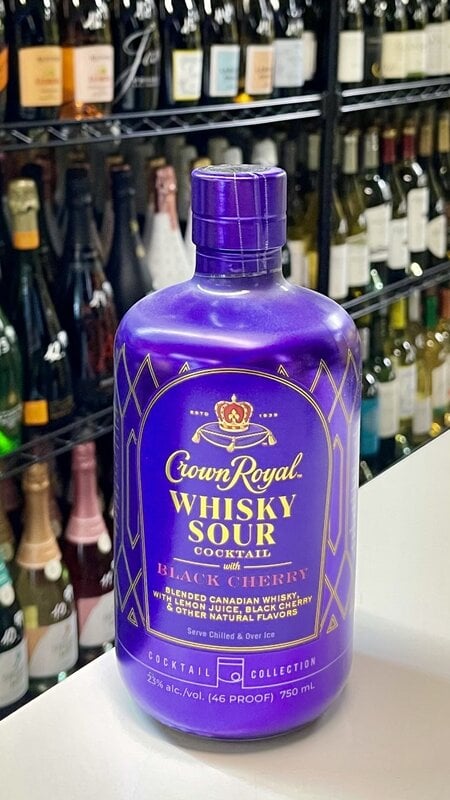 ESTD 1939
Crown Royal™
WHISKY
SOUR
COCKTAIL
with
BLACK CHERRY
BLENDED CANADIAN WHISKY,
WITH LEMON JUICE, BLACK CHERRY
& OTHER NATURAL FLAVORS
Serve Chilled & Over Ice
COCKTAIL COLLECTION
23% alc./vol. (46 PROOF) 750 mL